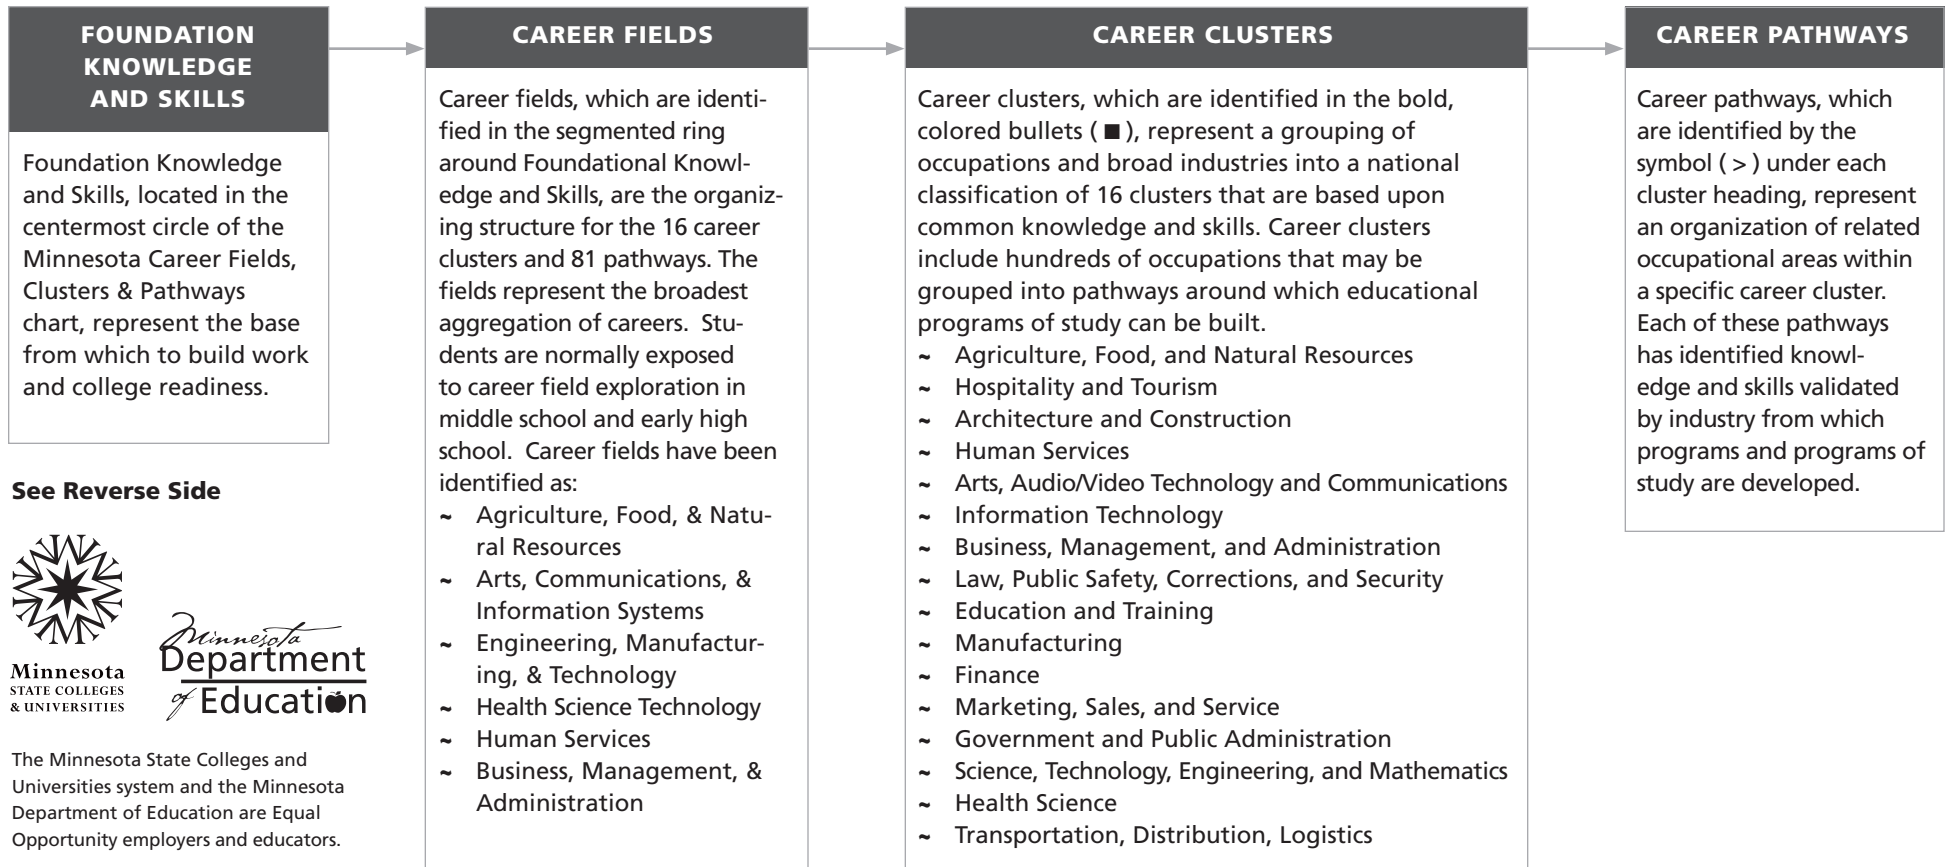 FOUNDATION
KNOWLEDGE
AND SKILLS
Foundation Knowledge
and Skills, located in the
centermost circle of the
Minnesota Career Fields,
Clusters & Pathways
chart, represent the base
from which to build work
and college readiness.
See Reverse Side
Minnesota
STATE COLLEGES
& UNIVERSITIES
Minnesota
Department
of Education
The Minnesota State Colleges and
Universities system and the Minnesota
Department of Education are Equal
Opportunity employers and educators.
CAREER FIELDS
Career fields, which are identi-
fied in the segmented ring
around Foundational Knowl-
edge and Skills, are the organiz-
ing structure for the 16 career
clusters and 81 pathways. The
fields represent the broadest
aggregation of careers.  Stu-
dents are normally exposed
to career field exploration in
middle school and early high
school.  Career fields have been
identified as:
~ Agriculture, Food, & Natu-
ral Resources
~ Arts, Communications, &
Information Systems
~ Engineering, Manufactur-
ing, & Technology
~ Health Science Technology
~ Human Services
~ Business, Management, &
Administration
CAREER CLUSTERS
Career clusters, which are identified in the bold,
colored bullets ( ■ ), represent a grouping of
occupations and broad industries into a national
classification of 16 clusters that are based upon
common knowledge and skills. Career clusters
include hundreds of occupations that may be
grouped into pathways around which educational
programs of study can be built.
~ Agriculture, Food, and Natural Resources
~ Hospitality and Tourism
~ Architecture and Construction
~ Human Services
~ Arts, Audio/Video Technology and Communications
~ Information Technology
~ Business, Management, and Administration
~ Law, Public Safety, Corrections, and Security
~ Education and Training
~ Manufacturing
~ Finance
~ Marketing, Sales, and Service
~ Government and Public Administration
~ Science, Technology, Engineering, and Mathematics
~ Health Science
~ Transportation, Distribution, Logistics
CAREER PATHWAYS
Career pathways, which
are identified by the
symbol ( > ) under each
cluster heading, represent
an organization of related
occupational areas within
a specific career cluster.
Each of these pathways
has identified knowl-
edge and skills validated
by industry from which
programs and programs of
study are developed.